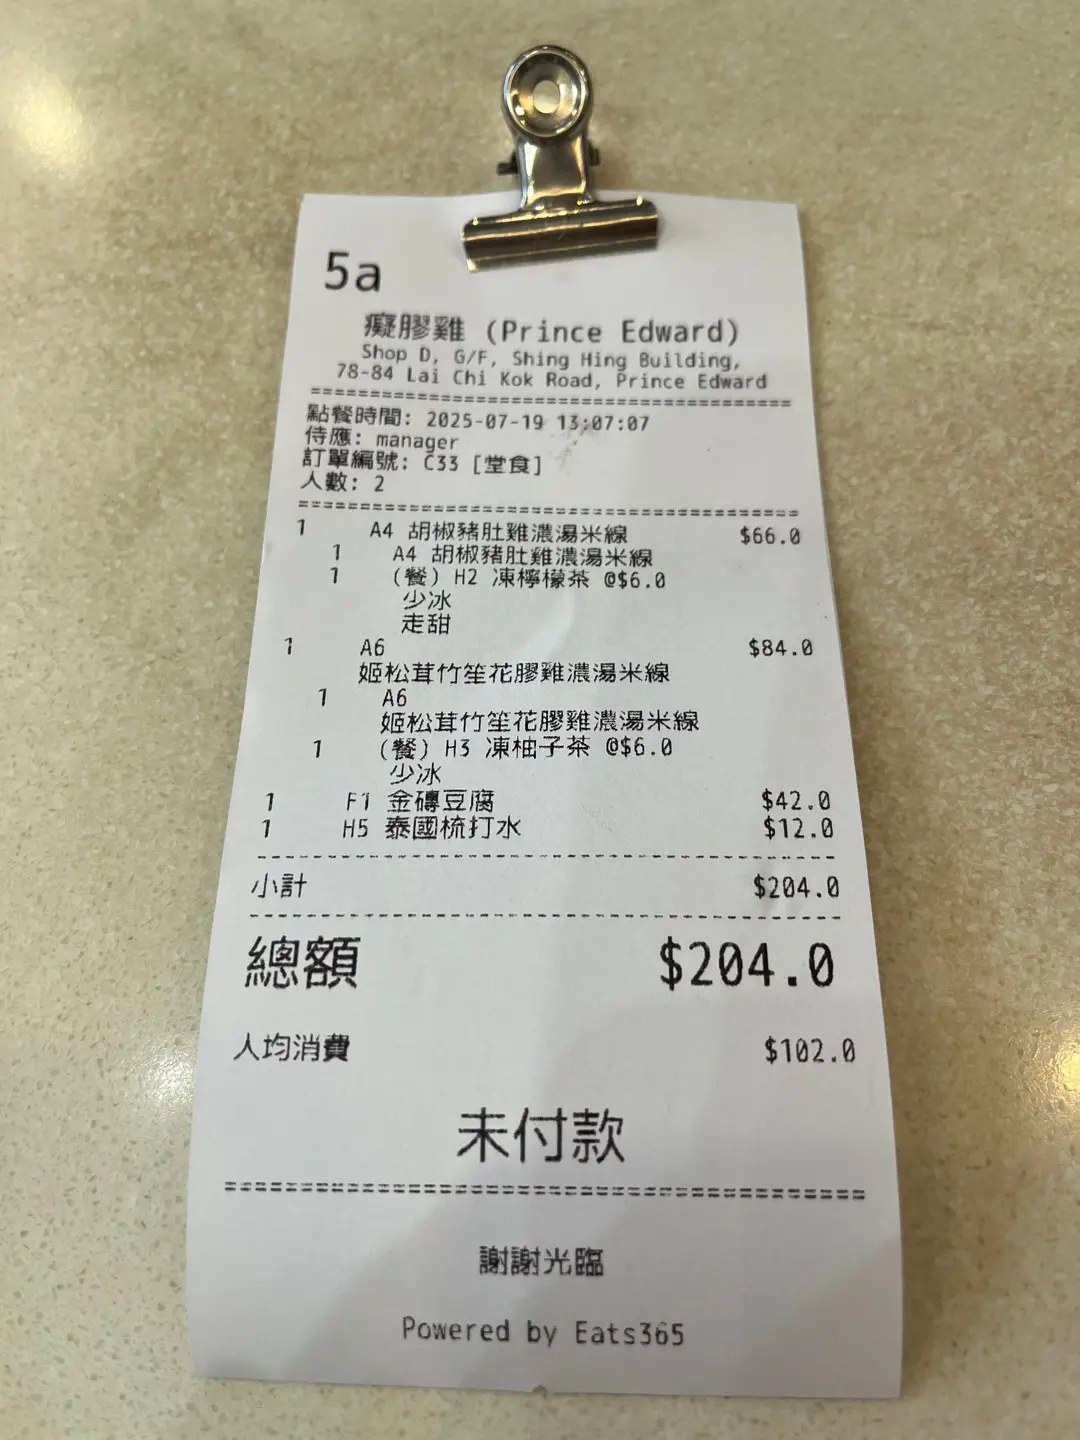 5a
癡膠雞 (Prince Edward)
Shop D, G/F, Shing Hing Building,
78-84 Lai Chi Kok Road, Prince Edward
點餐時間: 2025-07-19 13:07:07
侍應: manager
訂單編號: C33 [堂食]
人數: 2
1 A4 胡椒豬肚雞濃湯米線 $66.0
1 A4 胡椒豬肚雞濃湯米線
1 (餐) H2 凍檸檬茶 @$6.0
少冰
走甜
1 A6 $84.0
姬松茸竹笙花膠雞濃湯米線
1 A6
姬松茸竹笙花膠雞濃湯米線
1 (餐) H3 凍柚子茶 @$6.0
少冰
1 F1 金磚豆腐 $42.0
1 H5 泰國梳打水 $12.0
小計 $204.0
總額 $204.0
人均消費 $102.0
未付款
謝謝光臨
Powered by Eats365